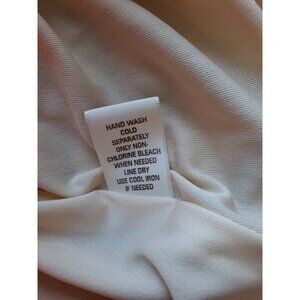 HAND WASH
COLD
SEPARATELY
ONLY NON-
CHLORINE BLEACH
WHEN NEEDED
LINE DRY
USE COOL IRON
IF NEEDED